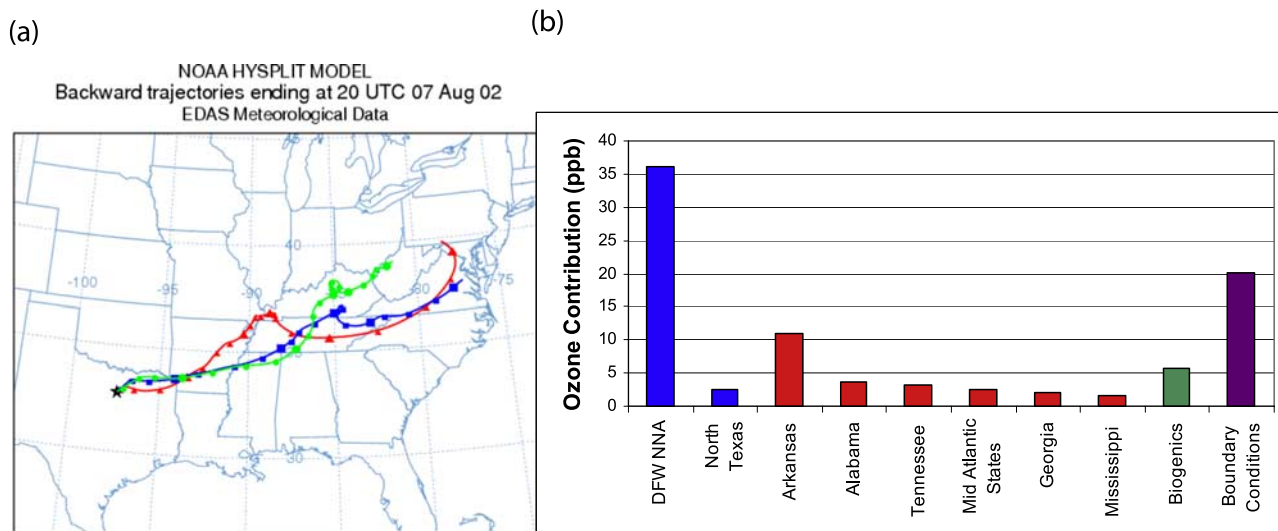 (a)
NOAA HYSPLIT MODEL
Backward trajectories ending at 20 UTC 07 Aug 02
EDAS Meteorological Data
40
-100
-95
-90
-80
-75
30
(b)
Ozone Contribution (ppb)
40
35
30
25
20
15
10
5
0
DFW NNA
North
Texas
Arkansas
Alabama
Tennessee
Mid Atlantic
States
Georgia
Mississippi
Biogenics
Boundary
Conditions